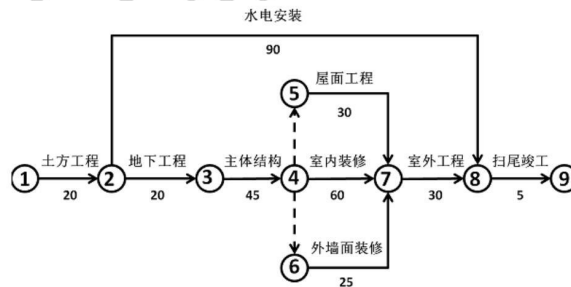 水电安装
90
⑤
屋面工程
30
① 土方工程 ② 地下工程 ③ 主体结构 ④ 室内装修 ⑦ 室外工程 ⑧ 扫尾竣工 ⑨
20 20 45 60 30 5
⑥
外墙面装修
25